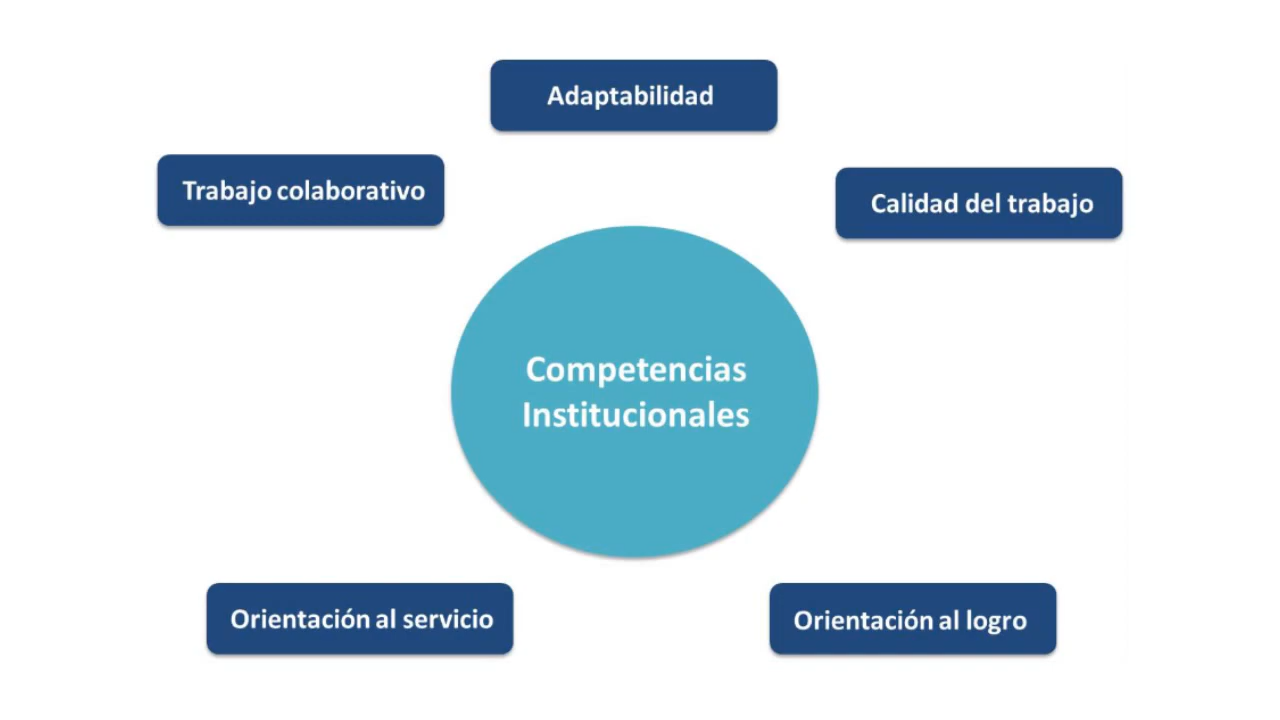 Adaptabilidad
Trabajo colaborativo
Calidad del trabajo
Competencias
Institucionales
Orientación al servicio
Orientación al logro